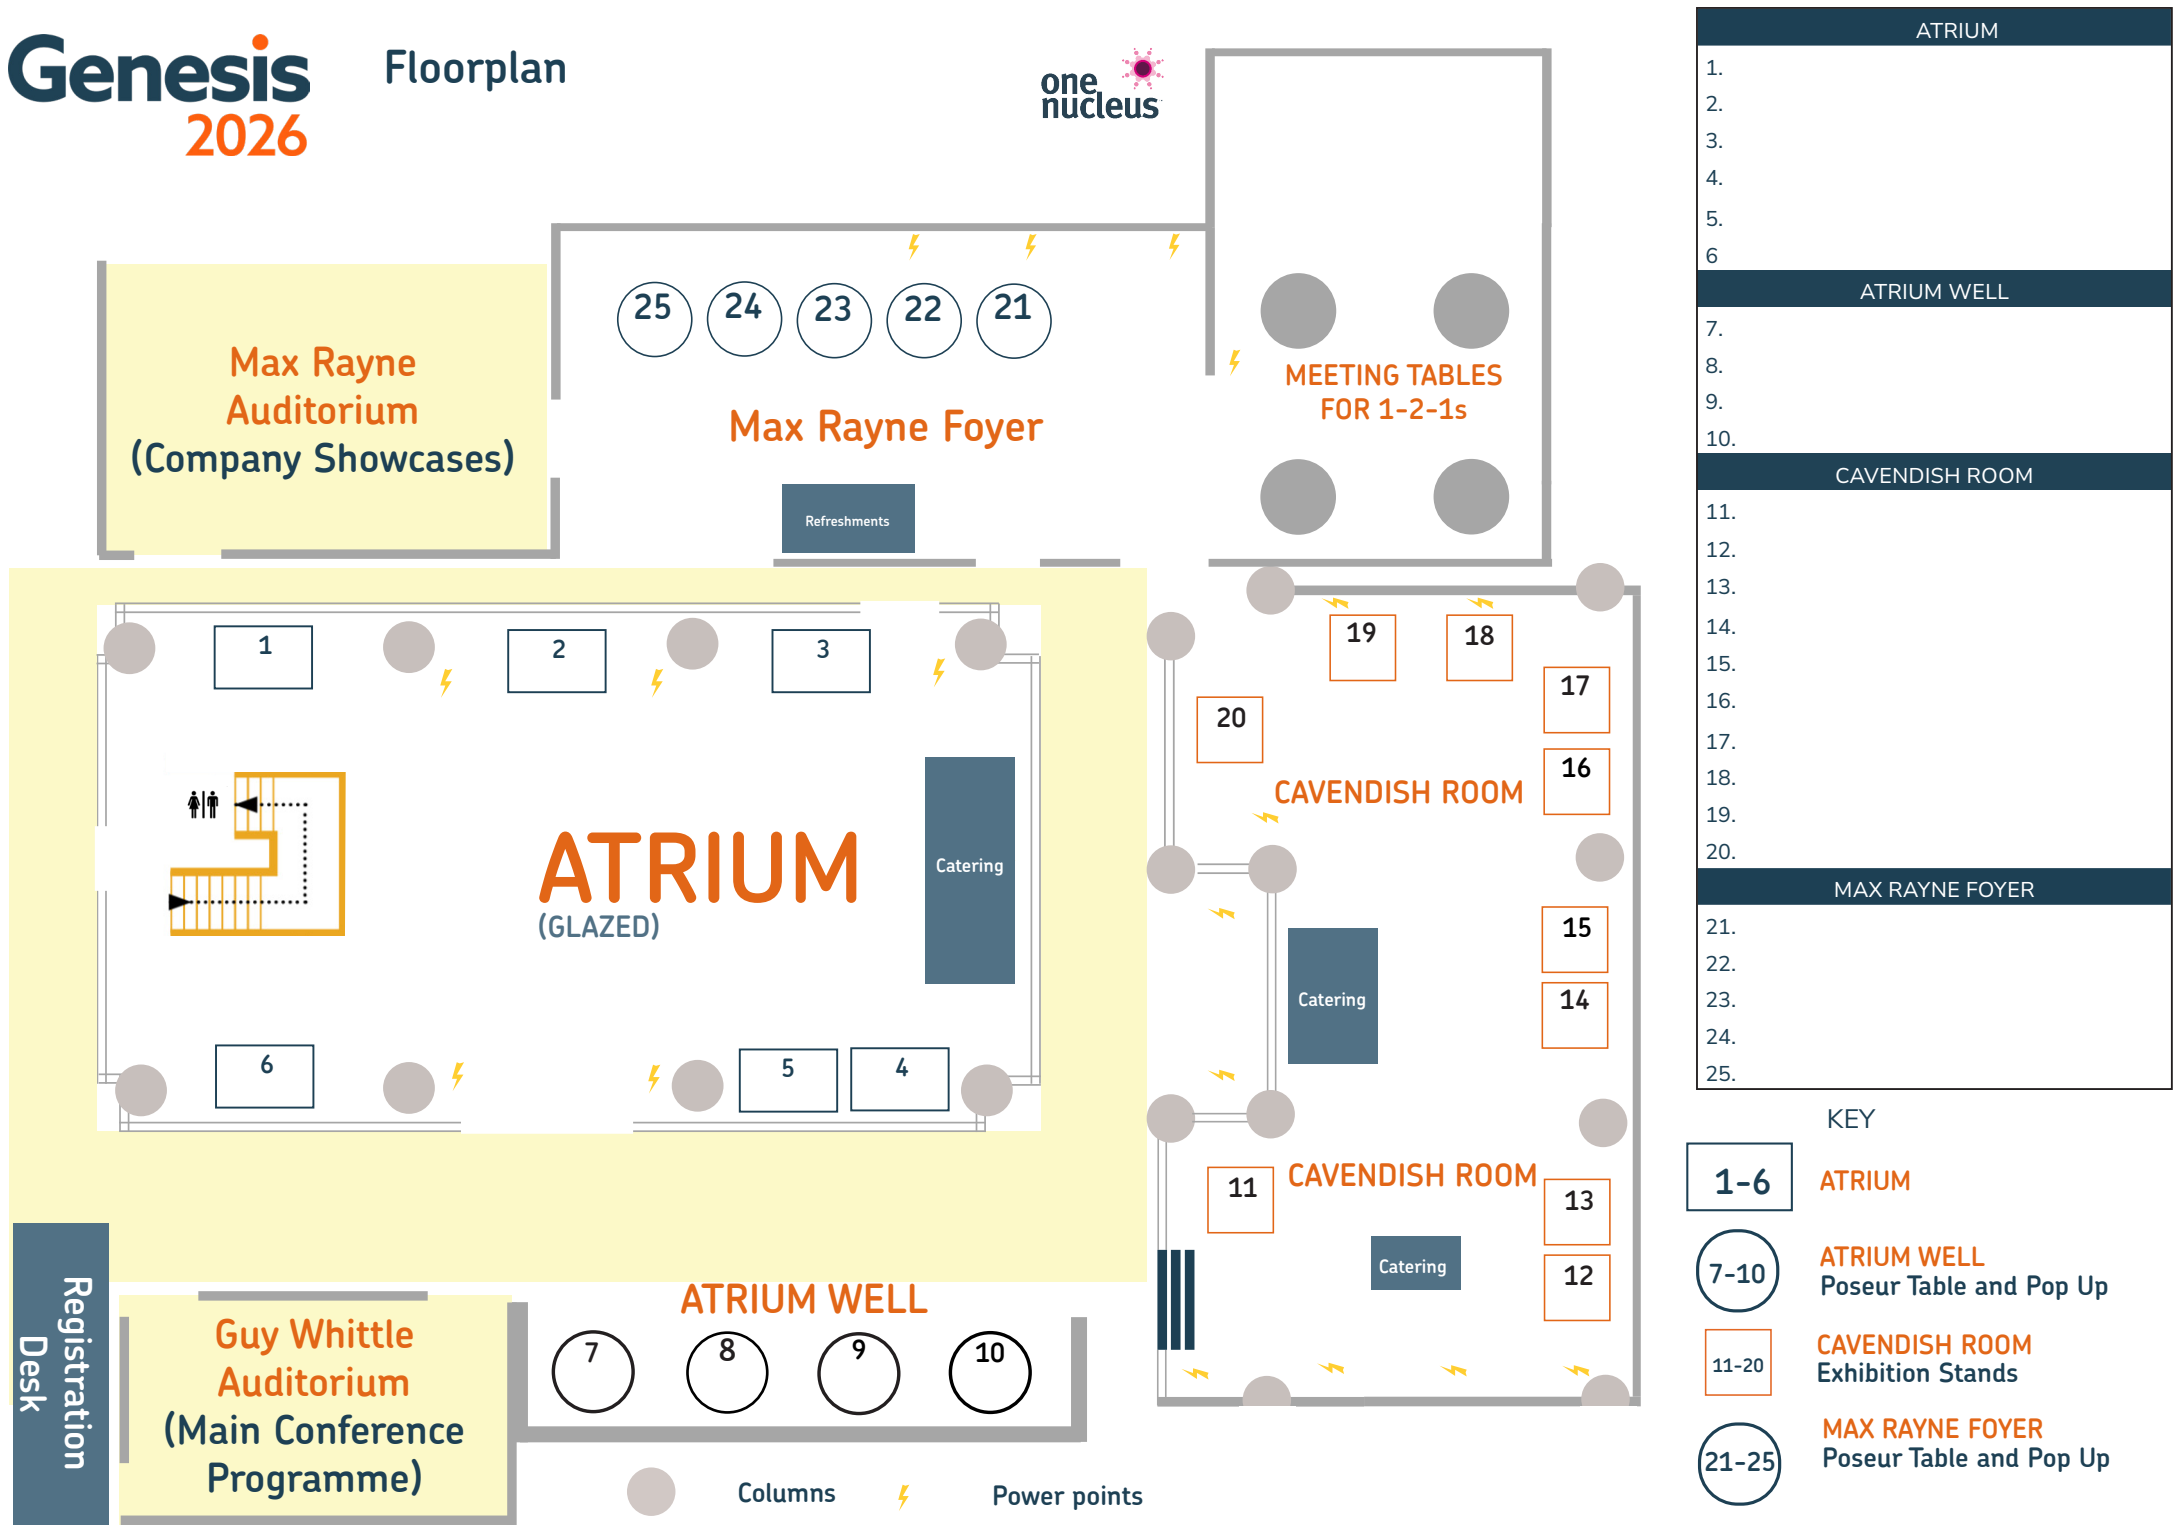 Genesis
2026
Floorplan
one
nucleus
25
24
23
22
21
Max Rayne
Auditorium
(Company Showcases)
Max Rayne Foyer
Refreshments
MEETING TABLES
FOR 1-2-1s
1
2
3
ATRIUM
(GLAZED)
Catering
6
5
4
19
18
17
20
16
CAVENDISH ROOM
15
14
Catering
11
CAVENDISH ROOM
13
12
Catering
Registration
Desk
Guy Whittle
Auditorium
(Main Conference
Programme)
ATRIUM WELL
7
8
9
10
Columns
Power points
ATRIUM
1.
2.
3.
4.
5.
6
ATRIUM WELL
7.
8.
9.
10.
CAVENDISH ROOM
11.
12.
13.
14.
15.
16.
17.
18.
19.
20.
MAX RAYNE FOYER
21.
22.
23.
24.
25.
KEY
1-6
ATRIUM
7-10
ATRIUM WELL
Poseur Table and Pop Up
11-20
CAVENDISH ROOM
Exhibition Stands
21-25
MAX RAYNE FOYER
Poseur Table and Pop Up